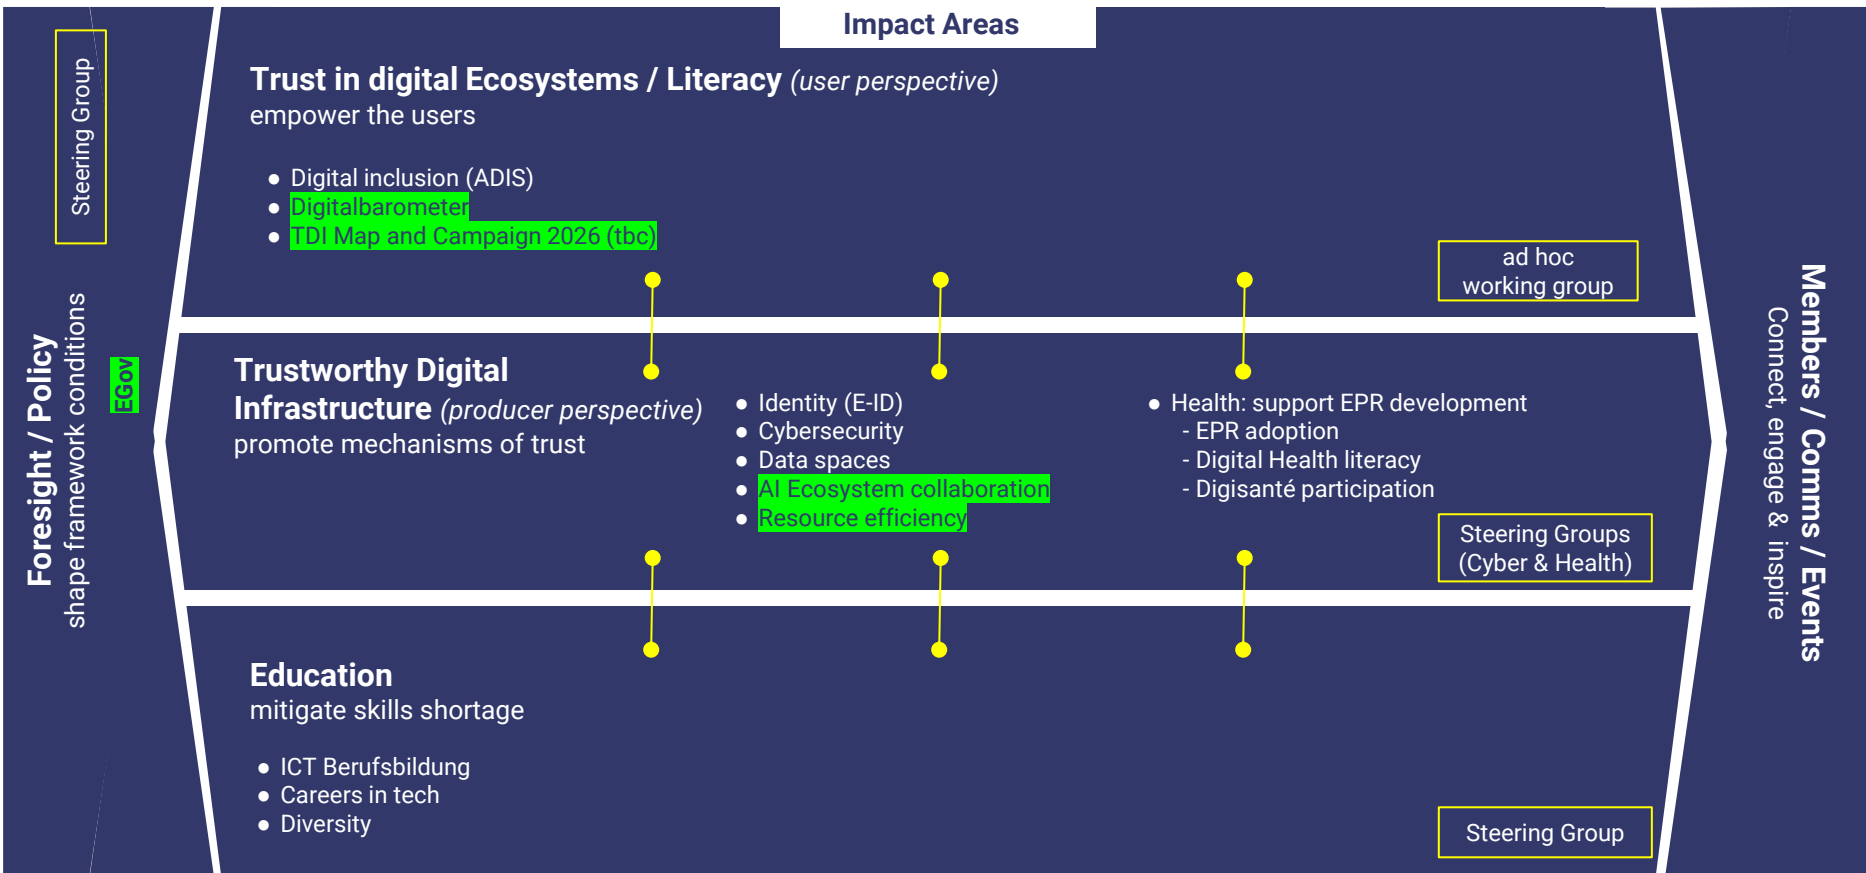 Impact Areas
Steering Group
Foresight / Policy
shape framework conditions
EGov
Trust in digital Ecosystems / Literacy (user perspective)
empower the users
● Digital inclusion (ADIS)
● Digitalbarometer
● TDI Map and Campaign 2026 (tbc)
ad hoc
working group
Trustworthy Digital
Infrastructure (producer perspective)
promote mechanisms of trust
● Identity (E-ID)
● Cybersecurity
● Data spaces
● AI Ecosystem collaboration
● Resource efficiency
● Health: support EPR development
- EPR adoption
- Digital Health literacy
- Digisanté participation
Steering Groups
(Cyber & Health)
Education
mitigate skills shortage
● ICT Berufsbildung
● Careers in tech
● Diversity
Steering Group
Members / Comms / Events
Connect, engage & inspire